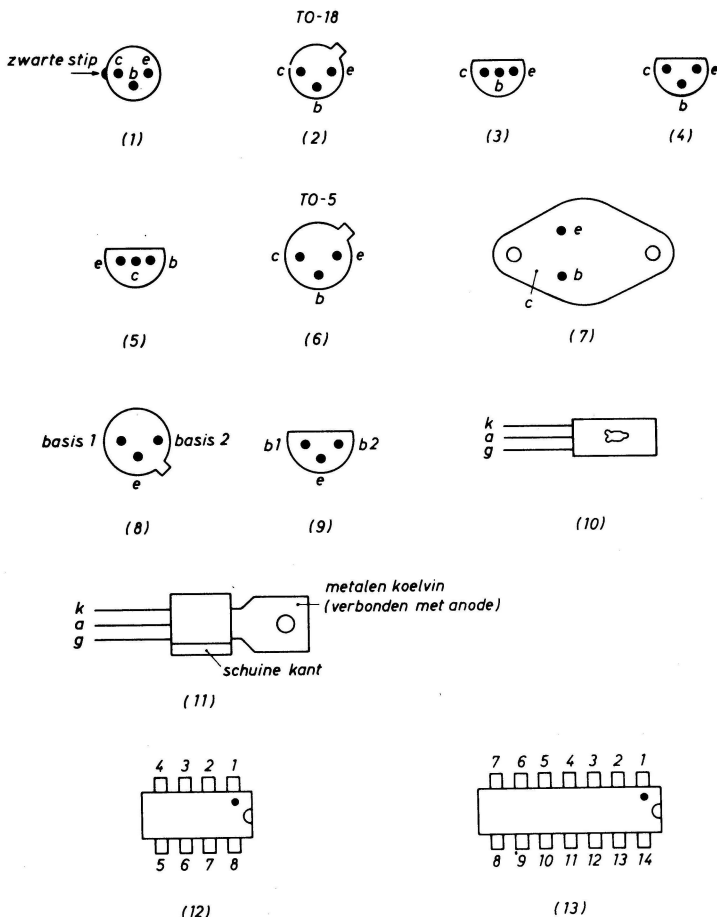 TO-18
zwarte stip
c e
b
c e
b
c e
b
c e
b
(1) (2) (3) (4)
TO-5
e b
c
c e
b
e
b
c
(5) (6) (7)
basis 1 basis 2
e
b1 b2
e
k
a
g
(8) (9) (10)
k
a
g
metalen koelvin
(verbonden met anode)
schuine kant
(11)
4 3 2 1
5 6 7 8
(12)
7 6 5 4 3 2 1
8 9 10 11 12 13 14
(13)